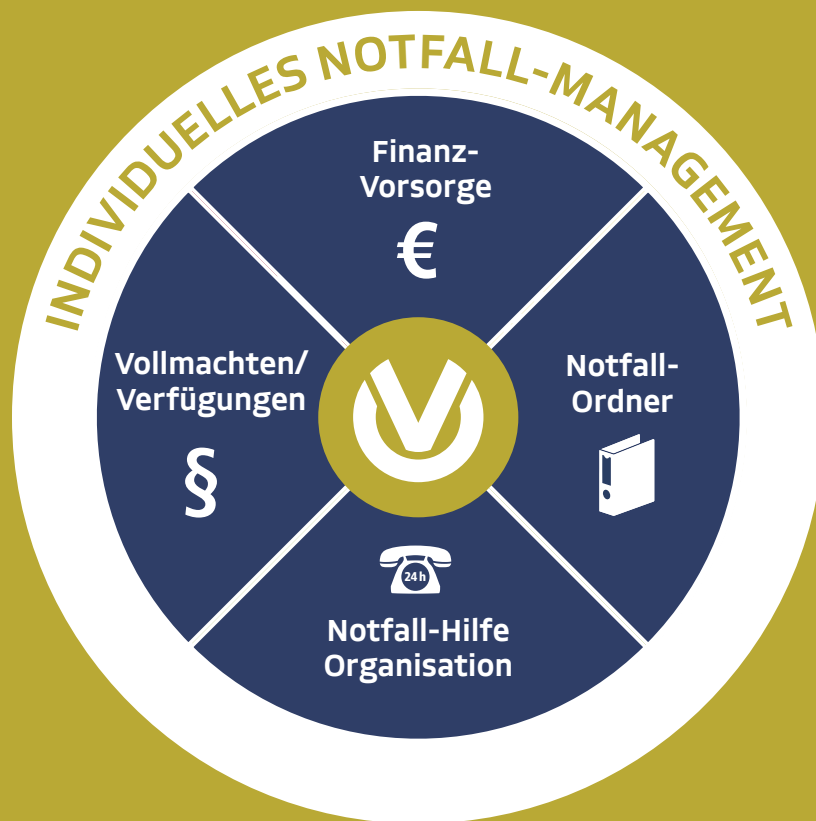 INDIVIDUELLES NOTFALL-MANAGEMENT
Finanz-
Vorsorge
€
Vollmachten/
Verfügungen
§
Notfall-
Ordner
24 h
Notfall-Hilfe
Organisation